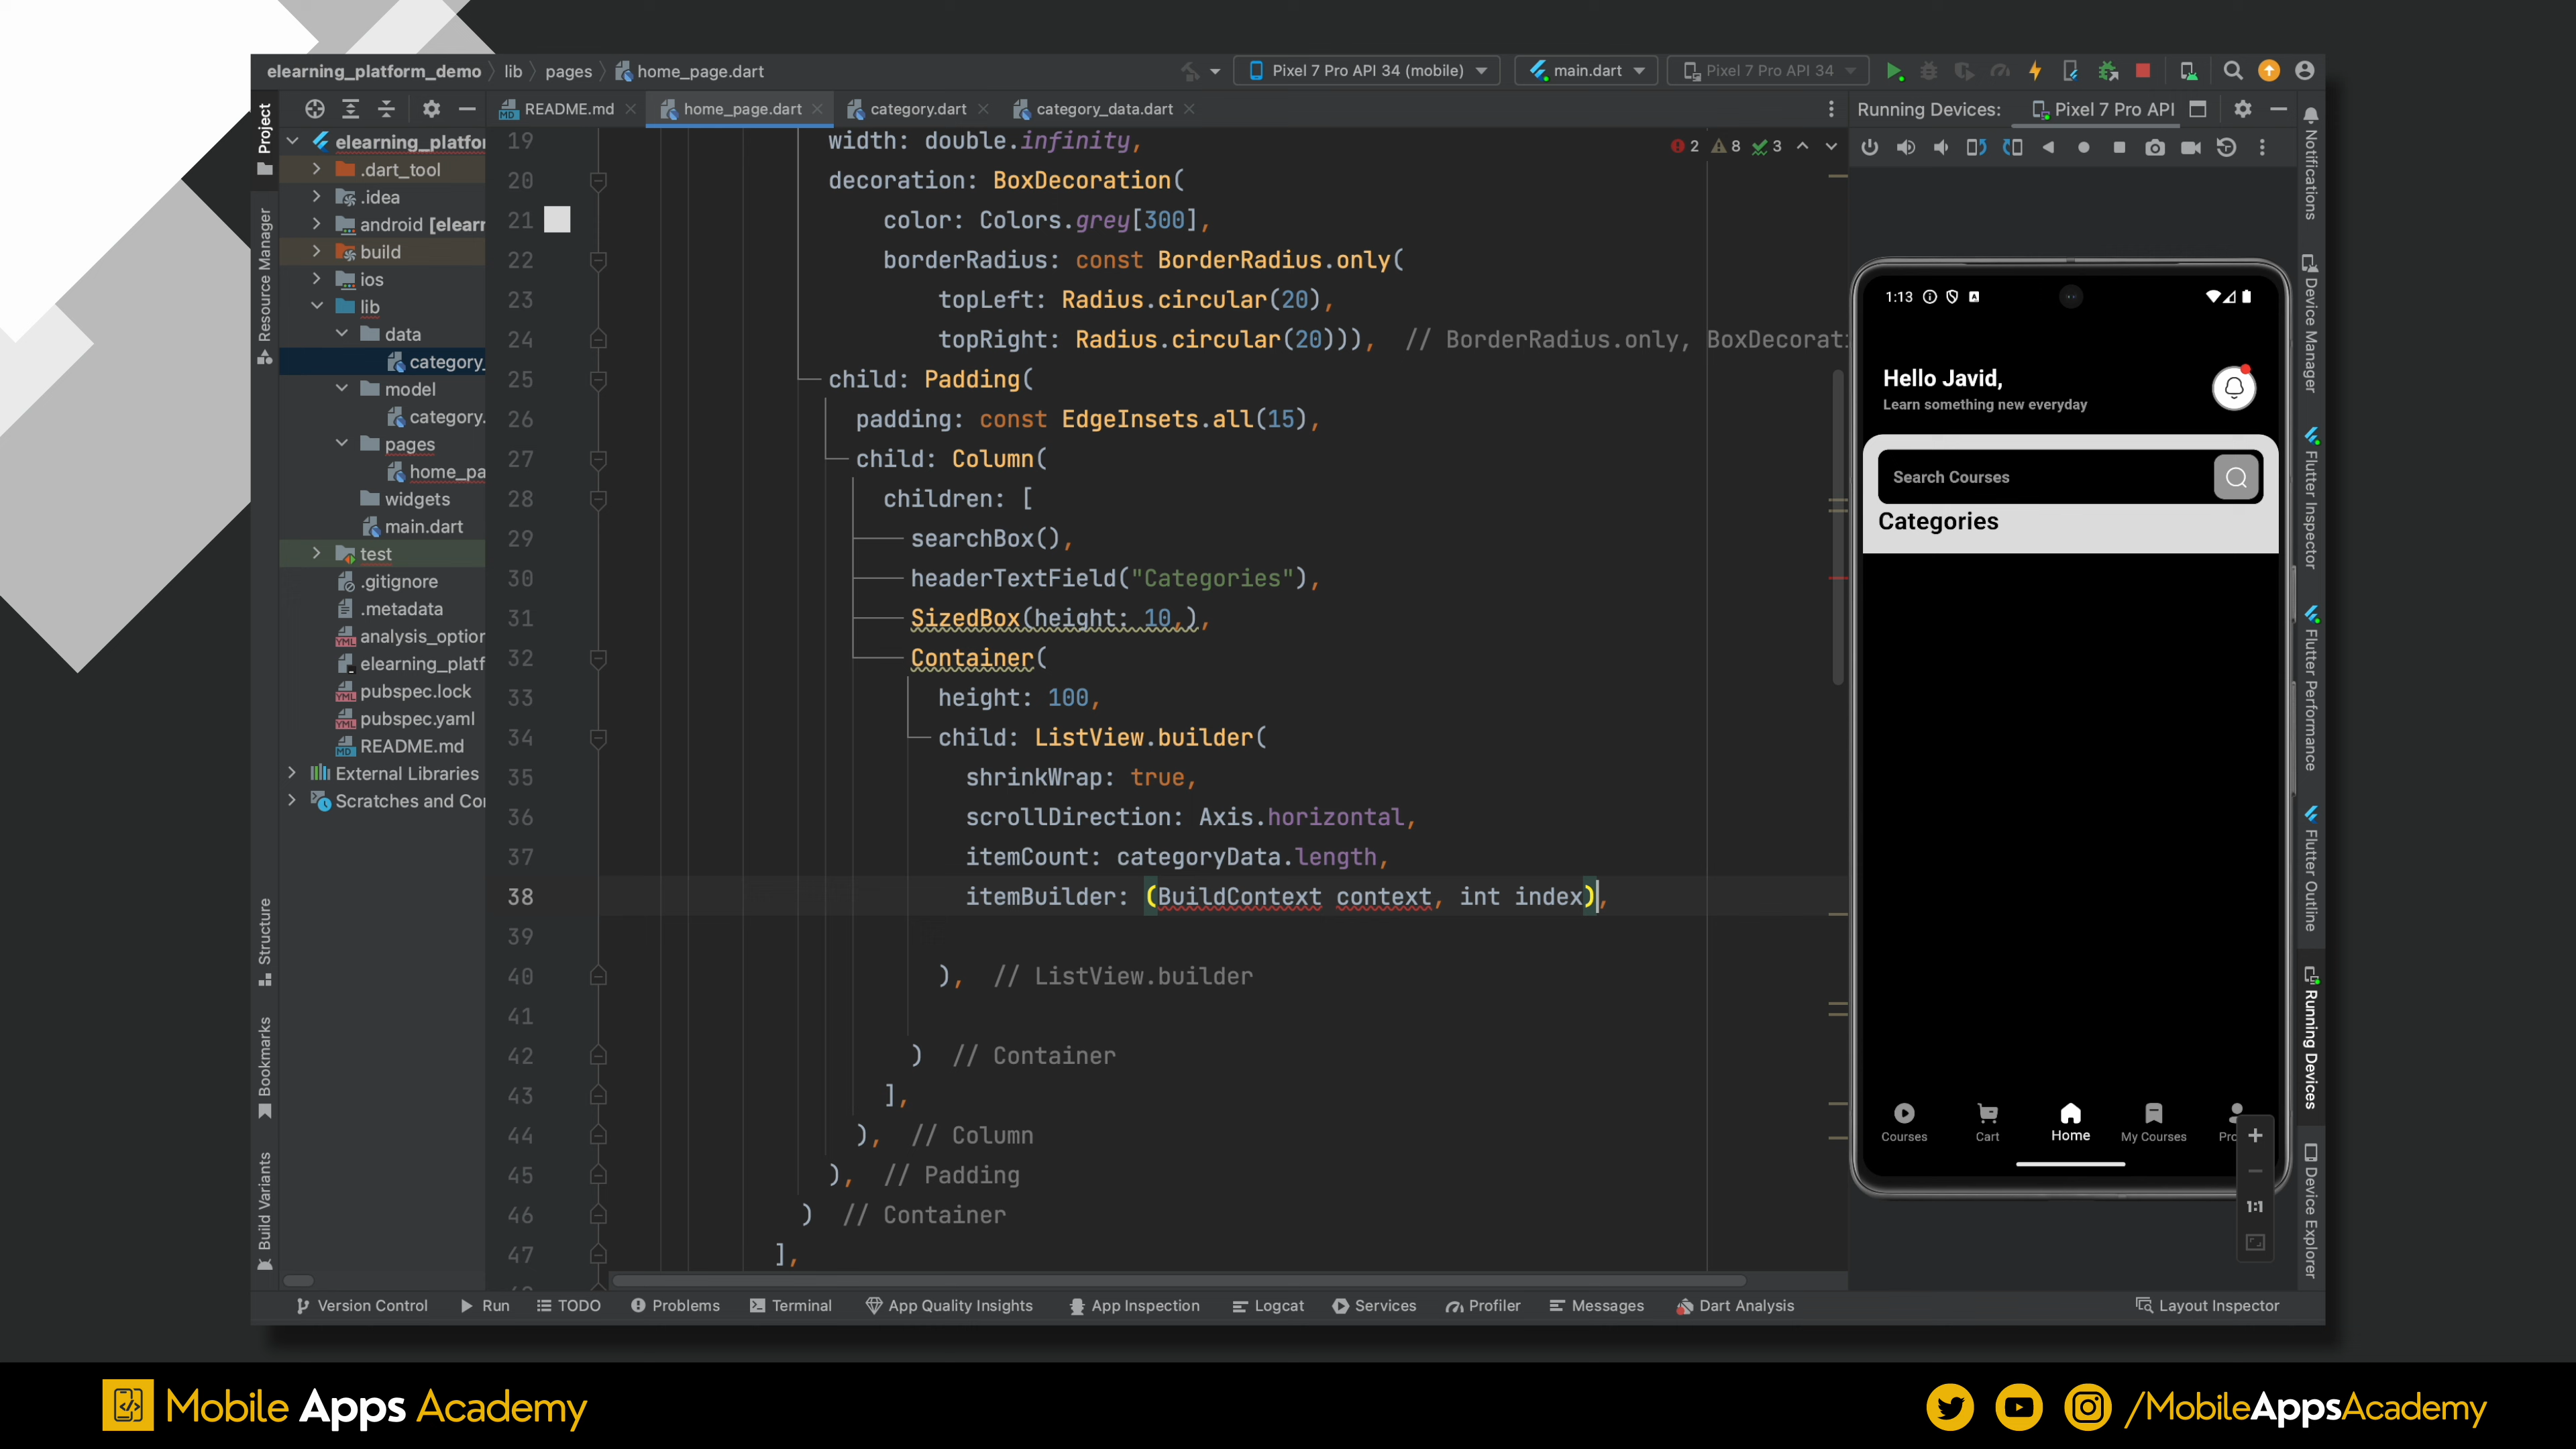 elearning_platform_demo lib pages home_page.dart
Pixel 7 Pro API 34 (mobile) main.dart Pixel 7 Pro API 34
README.md home_page.dart category.dart category_data.dart
Running Devices: Pixel 7 Pro API
Project
Resource Manager
Structure
Bookmarks
Build Variants
elearning_platfor
.dart_tool
.idea
android [elearn
build
ios
lib
data
category_
model
category.
pages
home_pa
widgets
main.dart
test
.gitignore
.metadata
analysis_option
elearning_platf
pubspec.lock
pubspec.yaml
README.md
External Libraries
Scratches and Con
2 8 3
19 width: double.infinity,
20 decoration: BoxDecoration(
21 color: Colors.grey[300],
22 borderRadius: const BorderRadius.only(
23 topLeft: Radius.circular(20),
24 topRight: Radius.circular(20))), // BorderRadius.only, BoxDecorati
25 child: Padding(
26 padding: const EdgeInsets.all(15),
27 child: Column(
28 children: [
29 searchBox(),
30 headerTextField("Categories"),
31 SizedBox(height: 10,),
32 Container(
33 height: 100,
34 child: ListView.builder(
35 shrinkWrap: true,
36 scrollDirection: Axis.horizontal,
37 itemCount: categoryData.length,
38 itemBuilder: (BuildContext context, int index),
39
40 ), // ListView.builder
41
42 ) // Container
43 ],
44 ), // Column
45 ), // Padding
46 ) // Container
47 ],
1:13
Hello Javid,
Learn something new everyday
Search Courses
Categories
Courses Cart Home My Courses Pro
1:1
Notifications
Device Manager
Flutter Inspector
Flutter Performance
Flutter Outline
Running Devices
Device Explorer
Version Control Run TODO Problems Terminal App Quality Insights App Inspection Logcat Services Profiler Messages Dart Analysis Layout Inspector
Mobile Apps Academy
/MobileAppsAcademy